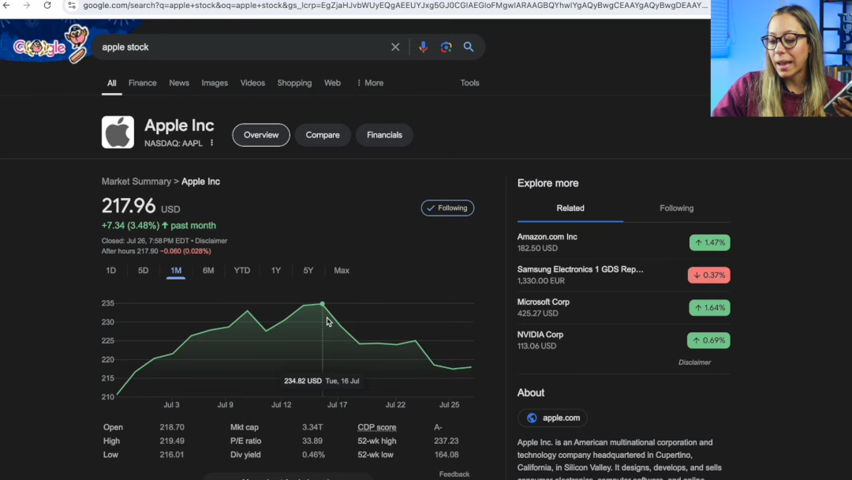 google.com/search?q=apple+stock&oq=apple+stock&gs_lcrp=
Google
apple stock
All Finance News Images Videos Shopping Web More Tools
Apple Inc
NASDAQ: AAPL
Overview Compare Financials
Market Summary > Apple Inc
217.96 USD
Following
+7.34 (3.48%) ↑ past month
Closed: Jul 26, 7:58 PM EDT • Disclaimer
After hours 217.90 −0.060 (0.028%)
1D 5D 1M 6M YTD 1Y 5Y Max
235
230
225
220
215
210
234.82 USD Tue, 16 Jul
Jul 3 Jul 9 Jul 12 Jul 17 Jul 22 Jul 25
Open 218.70 Mkt cap 3.34T CDP score A-
High 219.49 P/E ratio 33.89 52-wk high 237.23
Low 216.01 Div yield 0.46% 52-wk low 164.08
Feedback
Explore more
Related Following
Amazon.com Inc
182.50 USD
↑ 1.47%
Samsung Electronics 1 GDS Rep...
1,330.00 EUR
↓ 0.37%
Microsoft Corp
425.27 USD
↑ 1.64%
NVIDIA Corp
113.06 USD
↑ 0.69%
Disclaimer
About
apple.com
Apple Inc. is an American multinational corporation and
technology company headquartered in Cupertino,
California, in Silicon Valley. It designs, develops, and sells